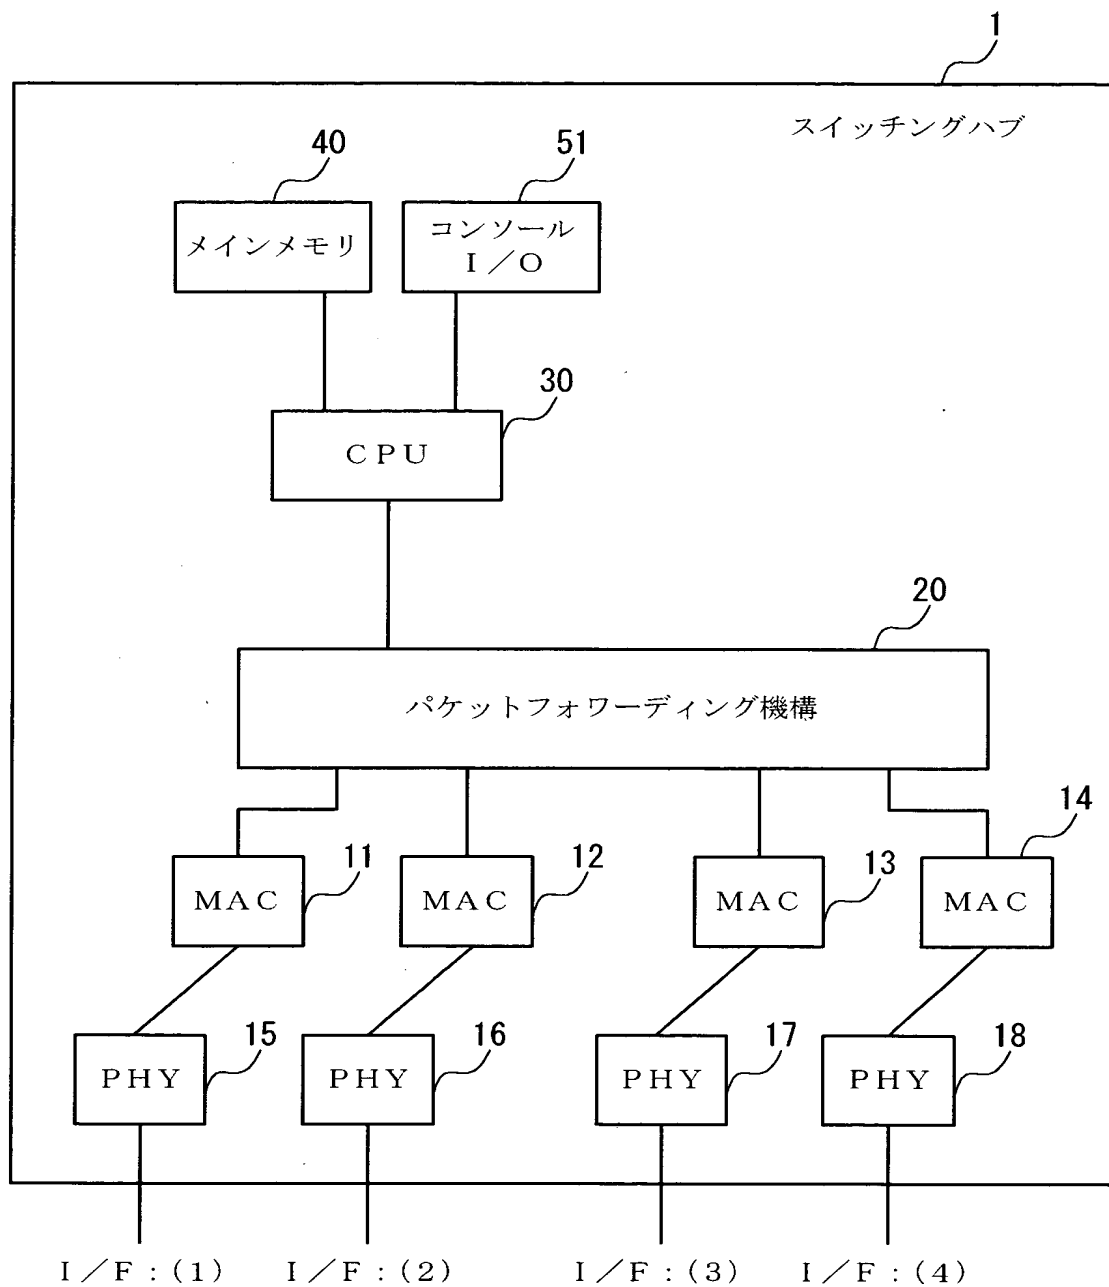 1
スイッチングハブ
40
51
メインメモリ
コンソール
I/O
30
CPU
20
パケットフォワーディング機構
11
12
13
14
MAC
MAC
MAC
MAC
15
16
17
18
PHY
PHY
PHY
PHY
I/F:(1)
I/F:(2)
I/F:(3)
I/F:(4)